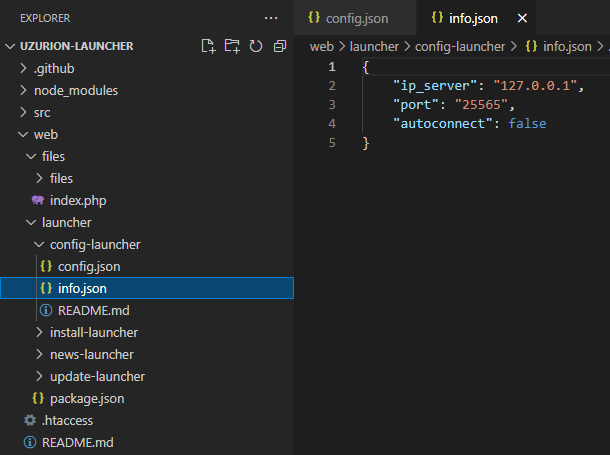 EXPLORER
UZURION-LAUNCHER
.github
node_modules
src
web
files
files
index.php
launcher
config-launcher
config.json
info.json
README.md
install-launcher
news-launcher
update-launcher
package.json
.htaccess
README.md
config.json
info.json
web > launcher > config-launcher > {} info.json > ...
1 {
2 "ip_server": "127.0.0.1",
3 "port": "25565",
4 "autoconnect": false
5 }